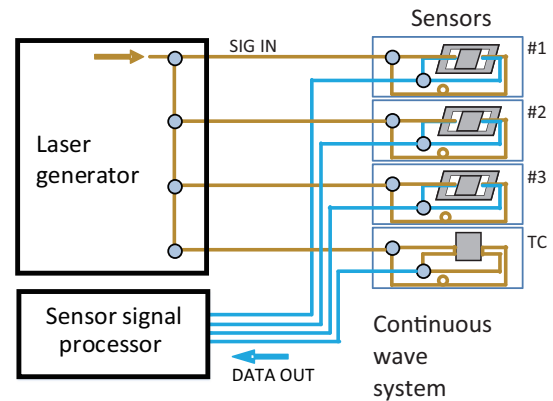 Sensors
#1
SIG IN
#2
Laser
generator
#3
TC
Sensor signal
processor
DATA OUT
Continuous
wave
system